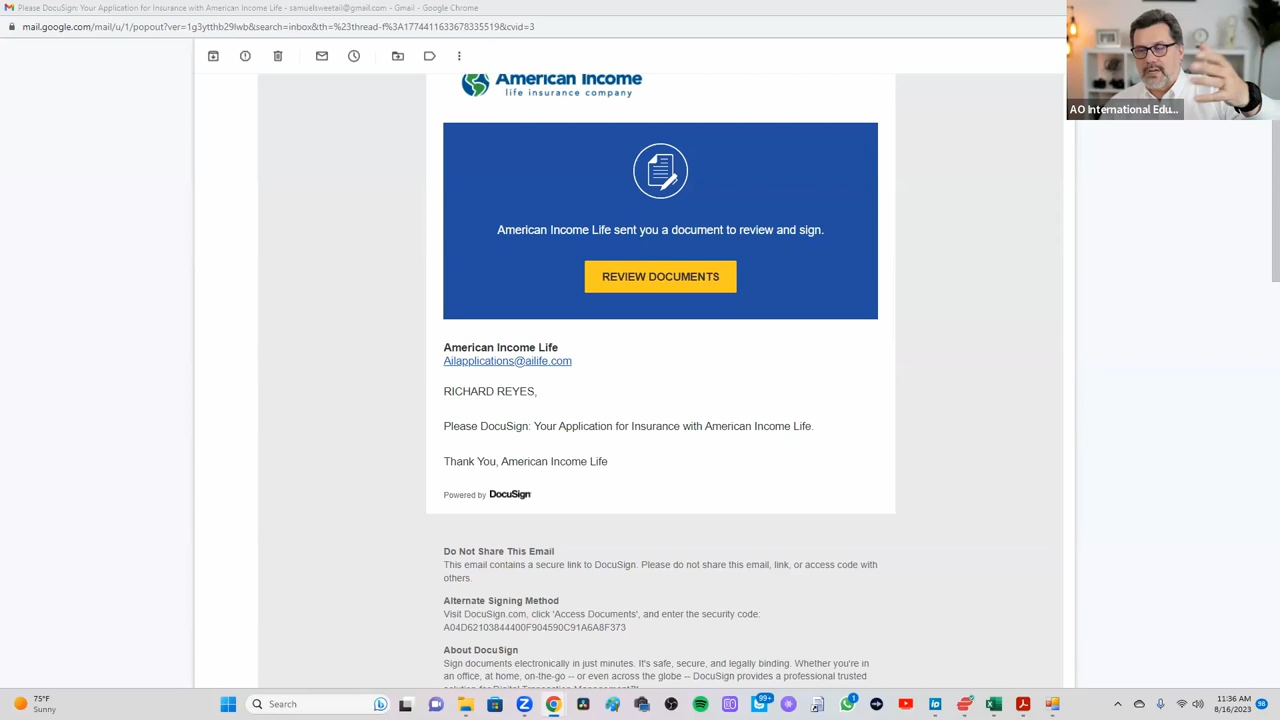 Please DocuSign: Your Application for Insurance with American Income Life - samuelsweetail@gmail.com - Gmail - Google Chrome
mail.google.com/mail/u/1/popout?ver=1g3ytthb29lwb&search=inbox&th=%23thread-f%3A1774411633678335519&cvid=3
AO International Edu...
American Income
life insurance company
American Income Life sent you a document to review and sign.
REVIEW DOCUMENTS
American Income Life
Ailapplications@ailife.com
RICHARD REYES,
Please DocuSign: Your Application for Insurance with American Income Life.
Thank You, American Income Life
Powered by DocuSign
Do Not Share This Email
This email contains a secure link to DocuSign. Please do not share this email, link, or access code with
others.
Alternate Signing Method
Visit DocuSign.com, click 'Access Documents', and enter the security code:
A04D62103844400F904590C91A6A8F373
About DocuSign
Sign documents electronically in just minutes. It's safe, secure, and legally binding. Whether you're in
an office, at home, on-the-go -- or even across the globe -- DocuSign provides a professional trusted
solution for Digital Transaction Management™
75°F
Sunny
Search
99+
1
11:36 AM
8/16/2023
98